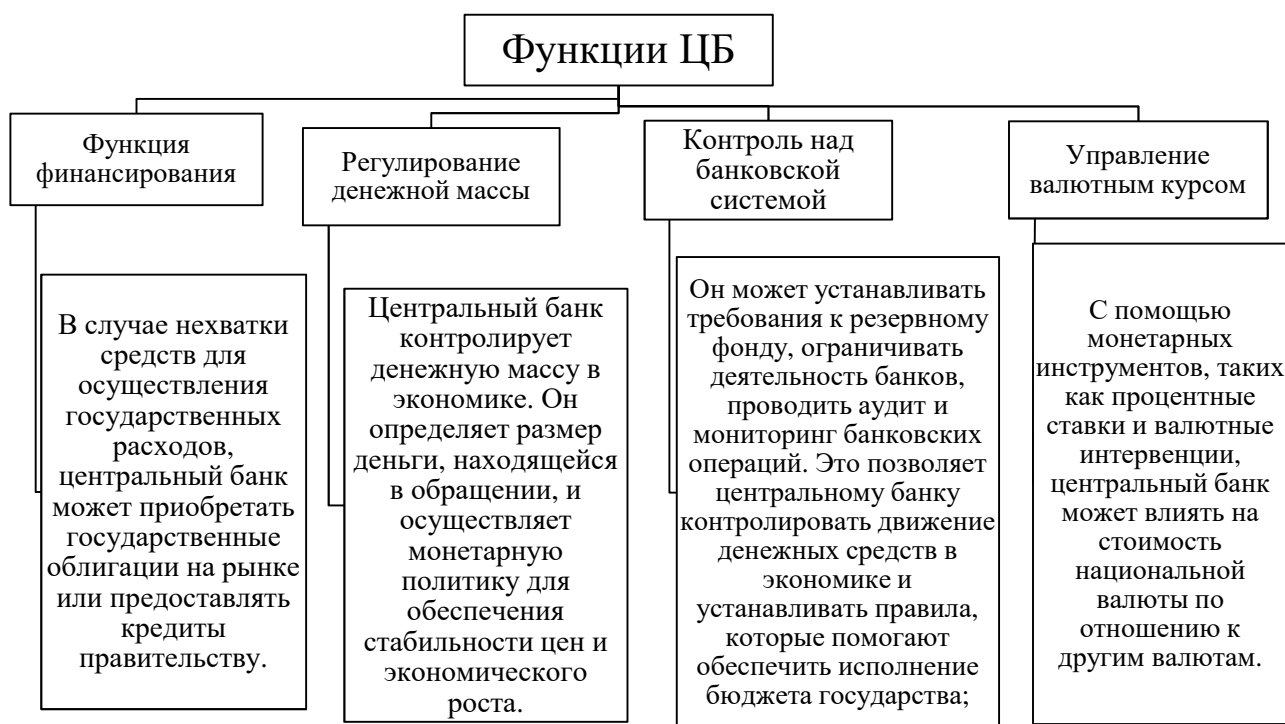 Функции ЦБ
Функция
финансирования
В случае нехватки
средств для
осуществления
государственных
расходов,
центральный банк
может приобретать
государственные
облигации на рынке
или предоставлять
кредиты
правительству.
Регулирование
денежной массы
Центральный банк
контролирует
денежную массу в
экономике. Он
определяет размер
деньги, находящейся
в обращении, и
осуществляет
монетарную
политику для
обеспечения
стабильности цен и
экономического
роста.
Контроль над
банковской
системой
Он может устанавливать
требования к резервному
фонду, ограничивать
деятельность банков,
проводить аудит и
мониторинг банковских
операций. Это позволяет
центральному банку
контролировать движение
денежных средств в
экономике и
устанавливать правила,
которые помогают
обеспечить исполнение
бюджета государства;
Управление
валютным курсом
С помощью
монетарных
инструментов, таких
как процентные
ставки и валютные
интервенции,
центральный банк
может влиять на
стоимость
национальной
валюты по
отношению к
другим валютам.